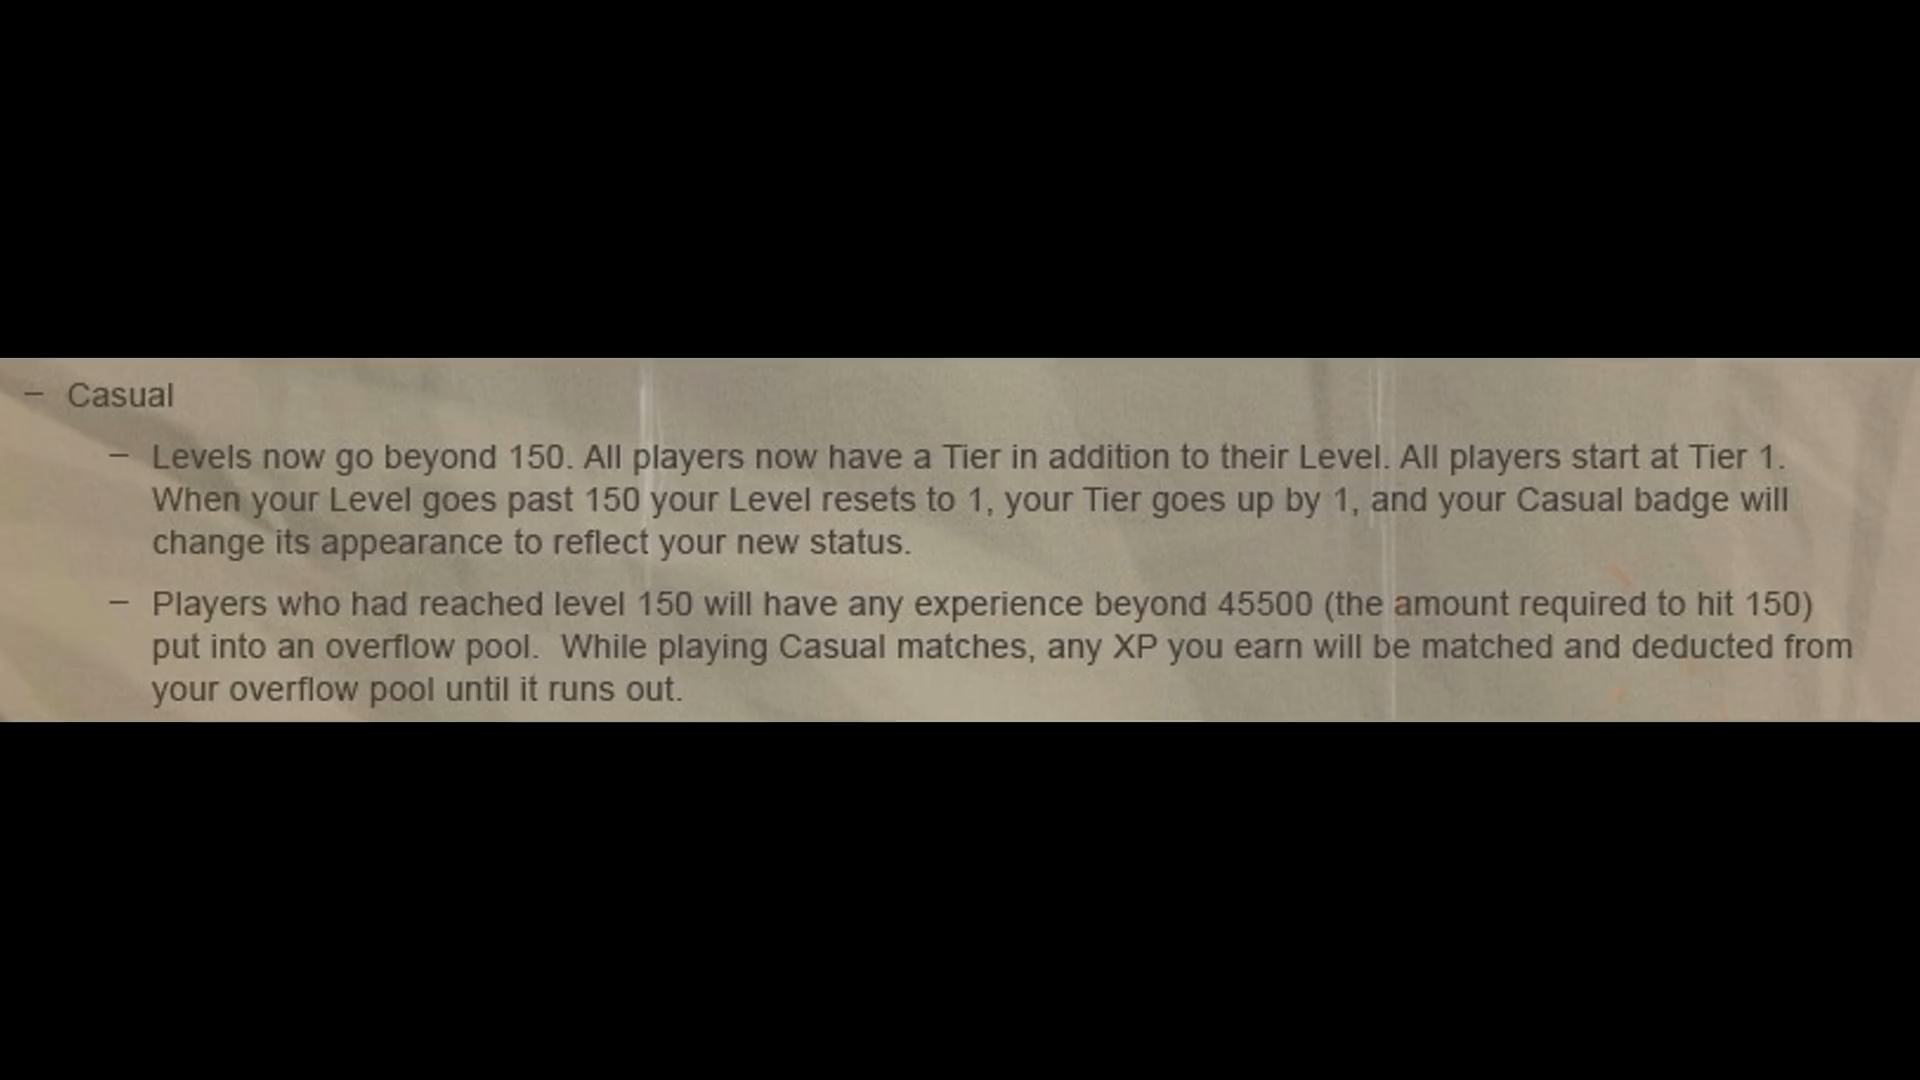 – Casual
– Levels now go beyond 150. All players now have a Tier in addition to their Level. All players start at Tier 1.
When your Level goes past 150 your Level resets to 1, your Tier goes up by 1, and your Casual badge will
change its appearance to reflect your new status.
– Players who had reached level 150 will have any experience beyond 45500 (the amount required to hit 150)
put into an overflow pool.  While playing Casual matches, any XP you earn will be matched and deducted from
your overflow pool until it runs out.